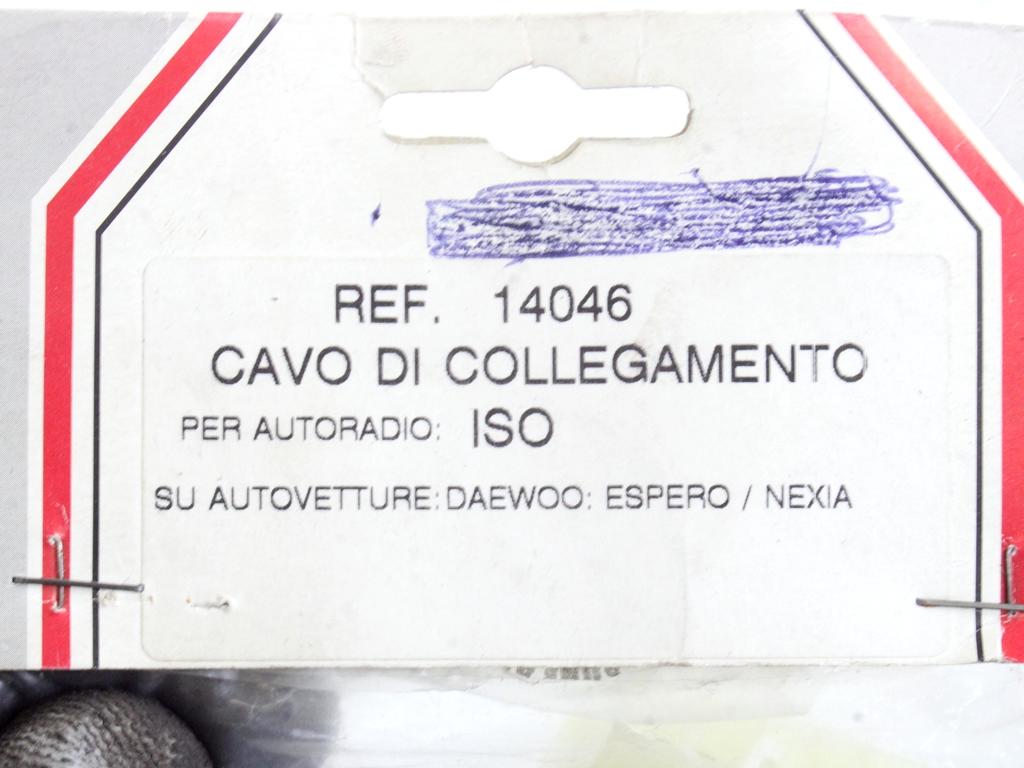 REF. 14046
CAVO DI COLLEGAMENTO
PER AUTORADIO: ISO
SU AUTOVETTURE: DAEWOO: ESPERO / NEXIA